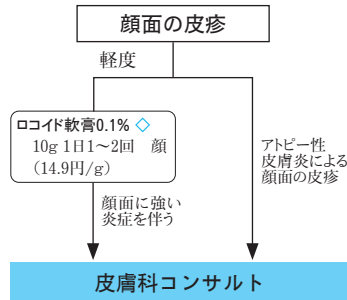 顔面の皮疹
軽度
ロコイド軟膏0.1% ◇
10g 1日1〜2回 顔
(14.9円/g)
アトピー性
皮膚炎による
顔面の皮疹
顔面に強い
炎症を伴う
皮膚科コンサルト